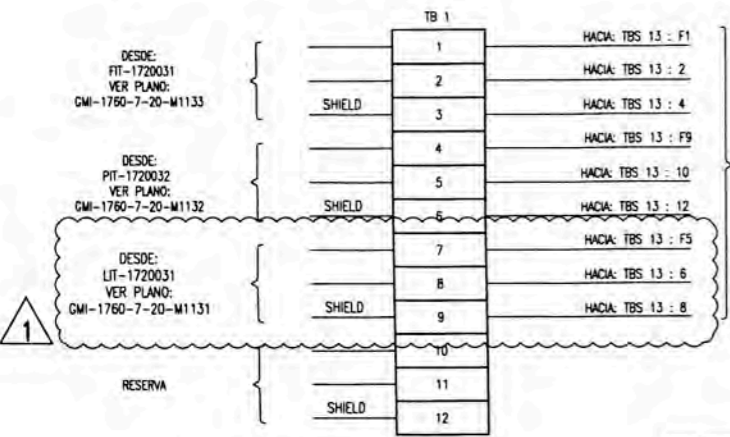 TB 1
DESDE:
FIT-1720031
VER PLANO:
GMI-1760-7-20-M1133
SHIELD
1
2
3
HACIA: TBS 13 : F1
HACIA: TBS 13 : 2
HACIA: TBS 13 : 4
DESDE:
PIT-1720032
VER PLANO:
GMI-1760-7-20-M1132
SHIELD
4
5
6
HACIA: TBS 13 : F9
HACIA: TBS 13 : 10
HACIA: TBS 13 : 12
1
DESDE:
LIT-1720031
VER PLANO:
GMI-1760-7-20-M1131
SHIELD
7
8
9
HACIA: TBS 13 : F5
HACIA: TBS 13 : 6
HACIA: TBS 13 : 8
RESERVA
SHIELD
10
11
12